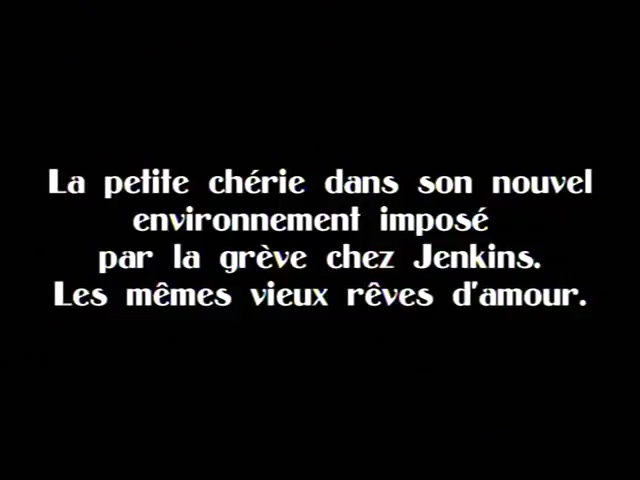 La petite chérie dans son nouvel
environnement imposé
par la grève chez Jenkins.
Les mêmes vieux rêves d'amour.